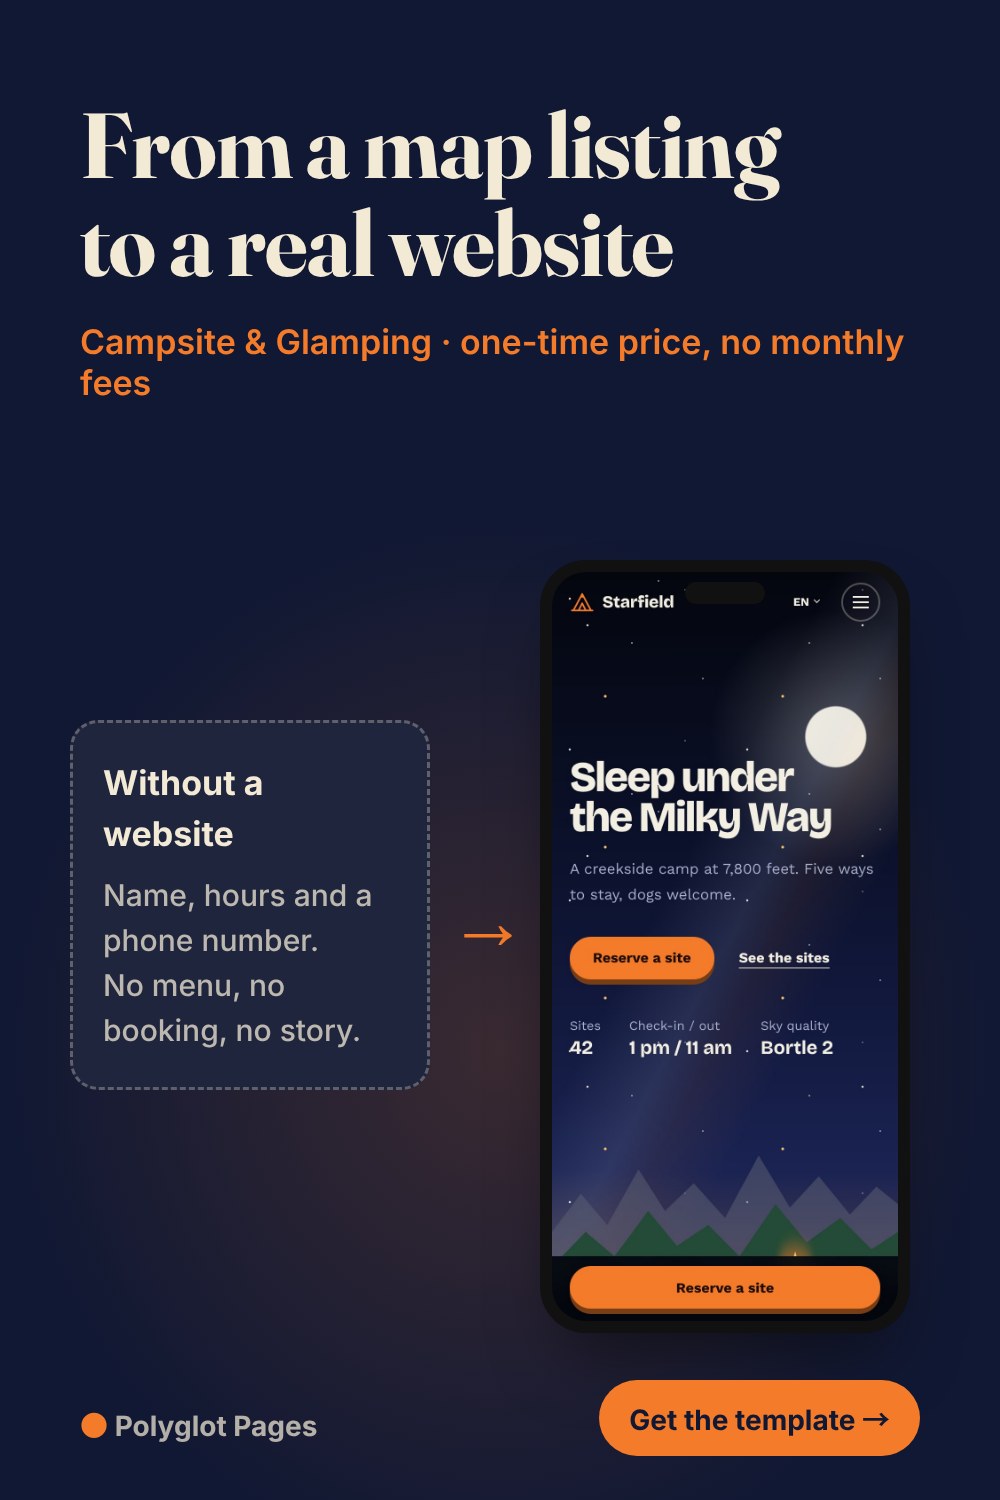 From a map listing
to a real website
Campsite & Glamping · one-time price, no monthly
fees
Without a
website
Name, hours and a
phone number.
No menu, no
booking, no story.
→
Starfield
EN
Sleep under
the Milky Way
A creekside camp at 7,800 feet. Five ways
to stay, dogs welcome.
Reserve a site
See the sites
Sites
42
Check-in / out
1 pm / 11 am
Sky quality
Bortle 2
Reserve a site
Polyglot Pages
Get the template →